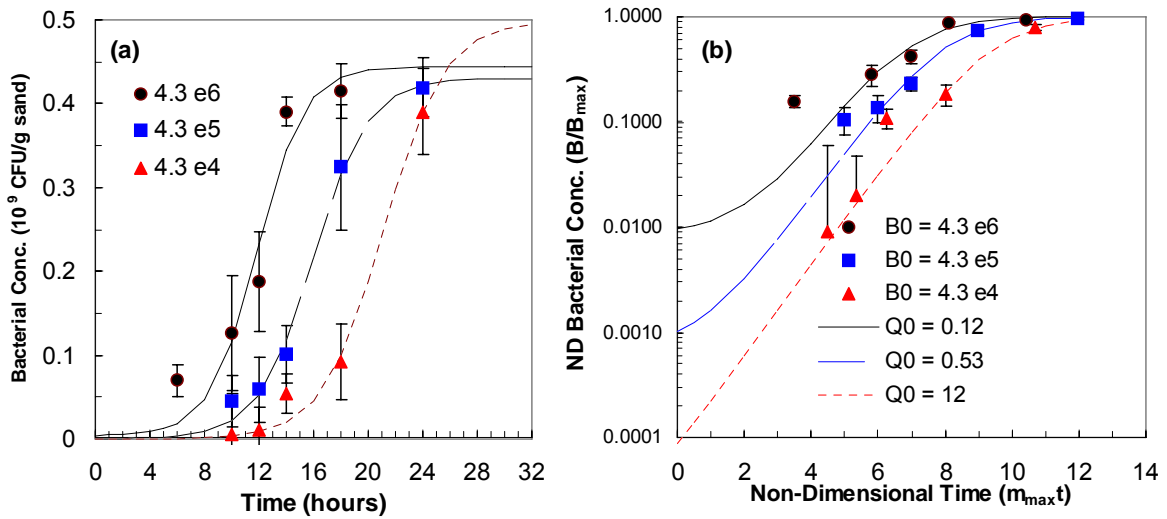 (a)
4.3 e6
4.3 e5
4.3 e4
Bacterial Conc. (10⁹ CFU/g sand)
0.5
0.4
0.3
0.2
0.1
0
0 4 8 12 16 20 24 28 32
Time (hours)
(b)
ND Bacterial Conc. (B/Bmax)
1.0000
0.1000
0.0100
0.0010
0.0001
B0 = 4.3 e6
B0 = 4.3 e5
B0 = 4.3 e4
Q0 = 0.12
Q0 = 0.53
Q0 = 12
0 2 4 6 8 10 12 14
Non-Dimensional Time (mmaxt)